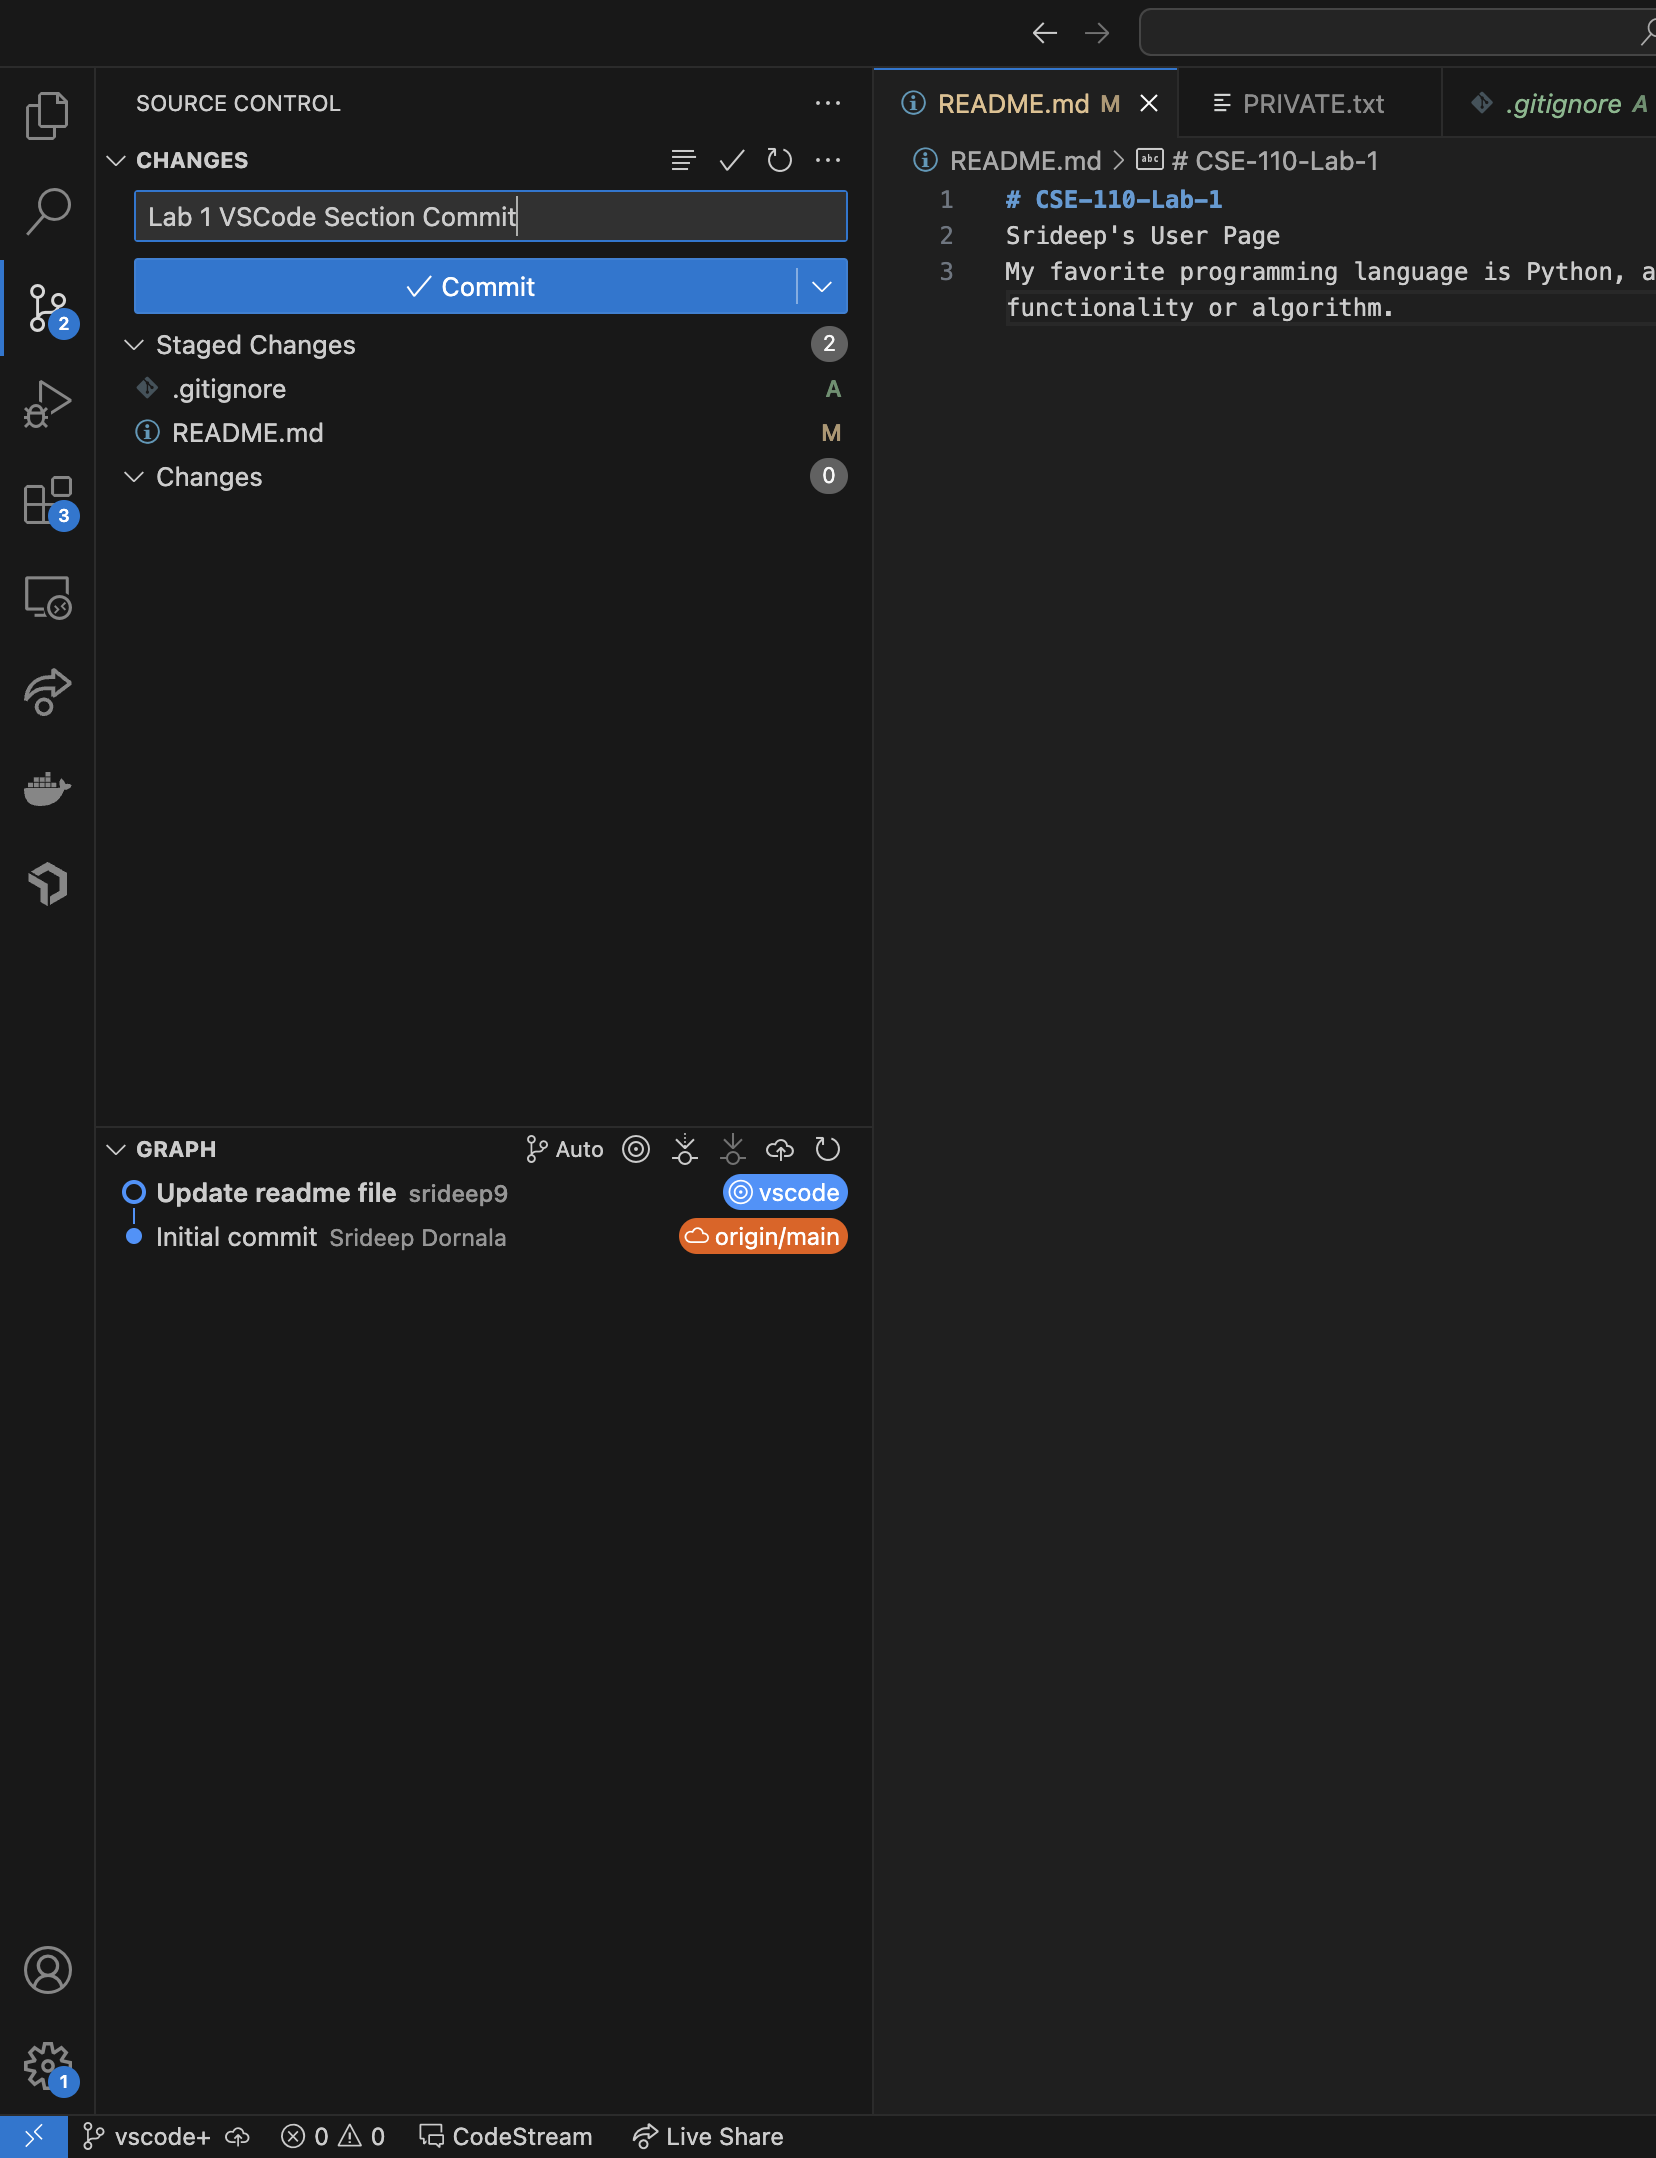 SOURCE CONTROL
README.md M
PRIVATE.txt
.gitignore A
CHANGES
README.md > # CSE-110-Lab-1
Lab 1 VSCode Section Commit
Commit
Staged Changes 2
.gitignore A
README.md M
Changes 0
1 # CSE-110-Lab-1
2 Srideep's User Page
3 My favorite programming language is Python, a
functionality or algorithm.
2
3
GRAPH
Auto
Update readme file srideep9 vscode
Initial commit Srideep Dornala origin/main
1
vscode+ 0 0 CodeStream Live Share